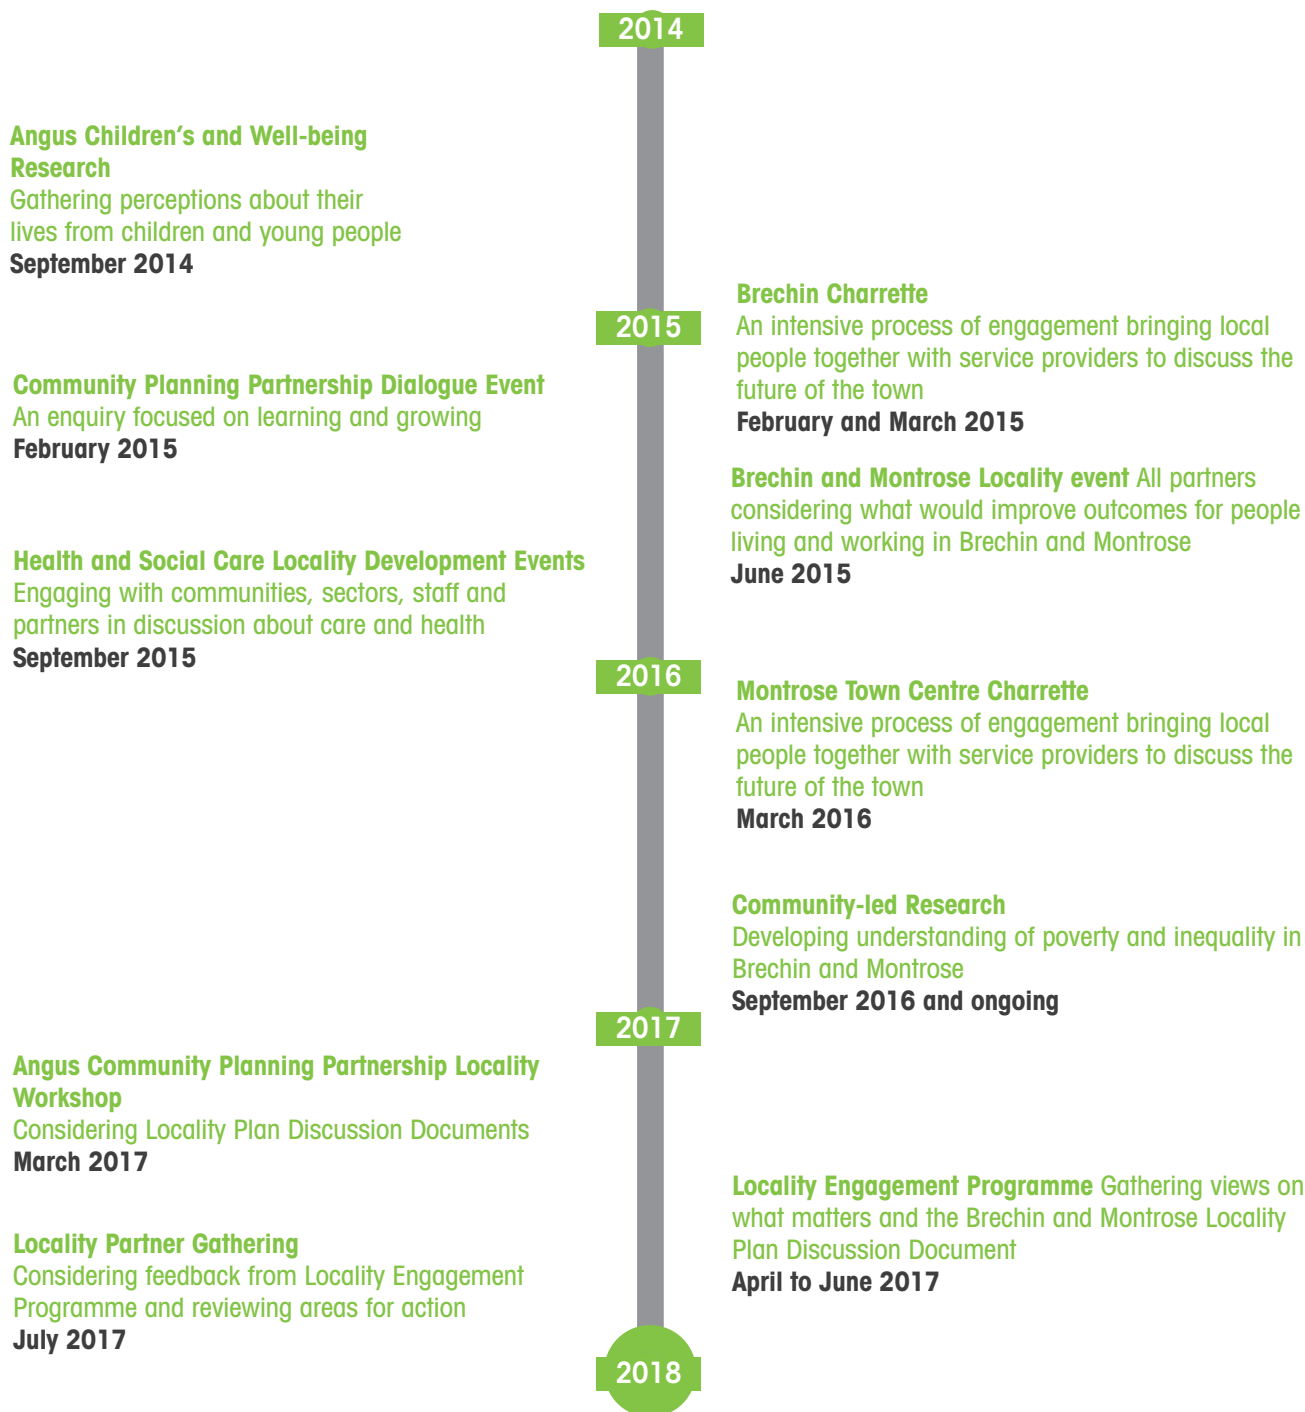 2014
Angus Children's and Well-being
Research
Gathering perceptions about their
lives from children and young people
September 2014
2015
Brechin Charrette
An intensive process of engagement bringing local
people together with service providers to discuss the
future of the town
February and March 2015
Community Planning Partnership Dialogue Event
An enquiry focused on learning and growing
February 2015
Brechin and Montrose Locality event All partners
considering what would improve outcomes for people
living and working in Brechin and Montrose
June 2015
Health and Social Care Locality Development Events
Engaging with communities, sectors, staff and
partners in discussion about care and health
September 2015
2016
Montrose Town Centre Charrette
An intensive process of engagement bringing local
people together with service providers to discuss the
future of the town
March 2016
Community-led Research
Developing understanding of poverty and inequality in
Brechin and Montrose
September 2016 and ongoing
2017
Angus Community Planning Partnership Locality
Workshop
Considering Locality Plan Discussion Documents
March 2017
Locality Engagement Programme Gathering views on
what matters and the Brechin and Montrose Locality
Plan Discussion Document
April to June 2017
Locality Partner Gathering
Considering feedback from Locality Engagement
Programme and reviewing areas for action
July 2017
2018